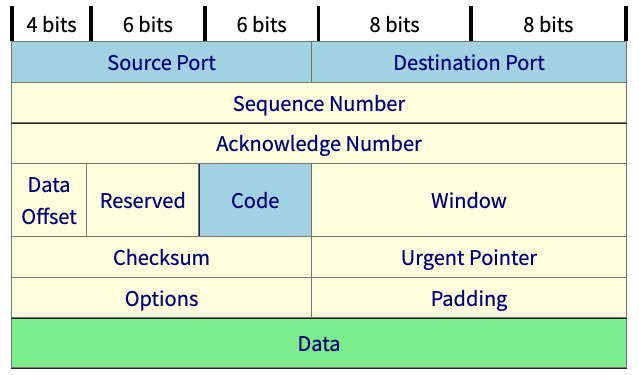 4 bits 6 bits 6 bits 8 bits 8 bits
Source Port Destination Port
Sequence Number
Acknowledge Number
Data Offset Reserved Code Window
Checksum Urgent Pointer
Options Padding
Data